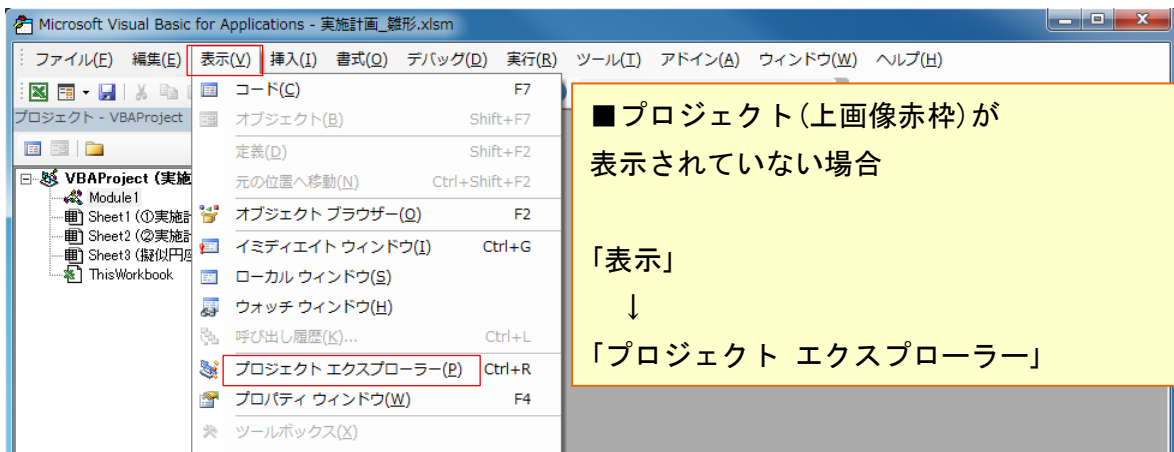 Microsoft Visual Basic for Applications - 実施計画_雛形.xlsm
ファイル(F) 編集(E) 表示(V) 挿入(I) 書式(O) デバッグ(D) 実行(R) ツール(T) アドイン(A) ウィンドウ(W) ヘルプ(H)
プロジェクト - VBAProject
VBAProject (実施
Module1
Sheet1 (①実施計
Sheet2 (②実施計
Sheet3 (擬似円座
ThisWorkbook
コード(C) F7
オブジェクト(B) Shift+F7
定義(D) Shift+F2
元の位置へ移動(N) Ctrl+Shift+F2
オブジェクト ブラウザー(O) F2
イミディエイト ウィンドウ(I) Ctrl+G
ローカル ウィンドウ(S)
ウォッチ ウィンドウ(H)
呼び出し履歴(K)... Ctrl+L
プロジェクト エクスプローラー(P) Ctrl+R
プロパティ ウィンドウ(W) F4
ツールボックス(X)
■プロジェクト(上画像赤枠)が
表示されていない場合
「表示」
↓
「プロジェクト エクスプローラー」